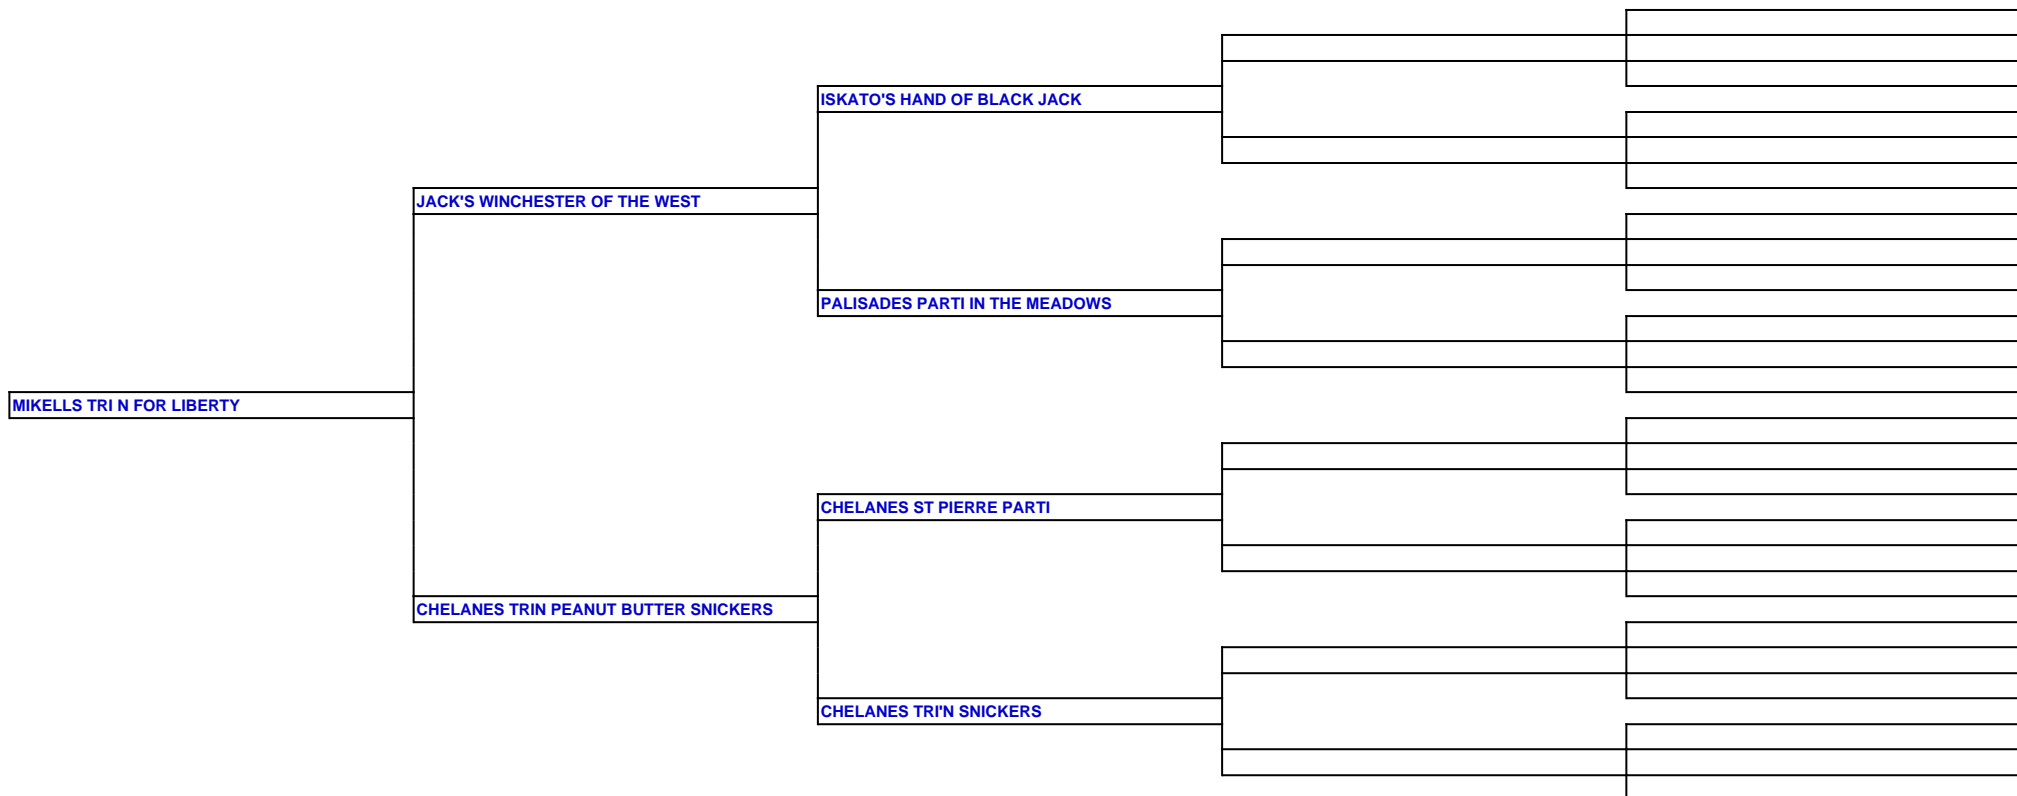 ISKATO'S HAND OF BLACK JACK
JACK'S WINCHESTER OF THE WEST
PALISADES PARTI IN THE MEADOWS
MIKELLS TRI N FOR LIBERTY
CHELANES ST PIERRE PARTI
CHELANES TRIN PEANUT BUTTER SNICKERS
CHELANES TRI'N SNICKERS